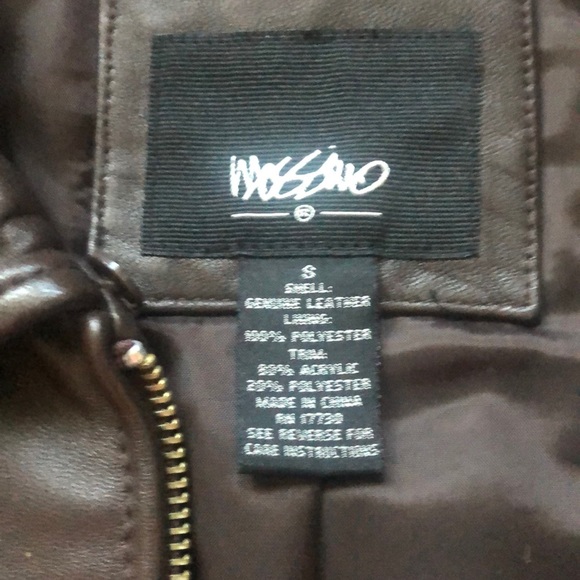 mossimo
®
S
SHELL:
GENUINE LEATHER
LINING:
100% POLYESTER
TRIM:
80% ACRYLIC
20% POLYESTER
MADE IN CHINA
RN 17730
SEE REVERSE FOR
CARE INSTRUCTIONS